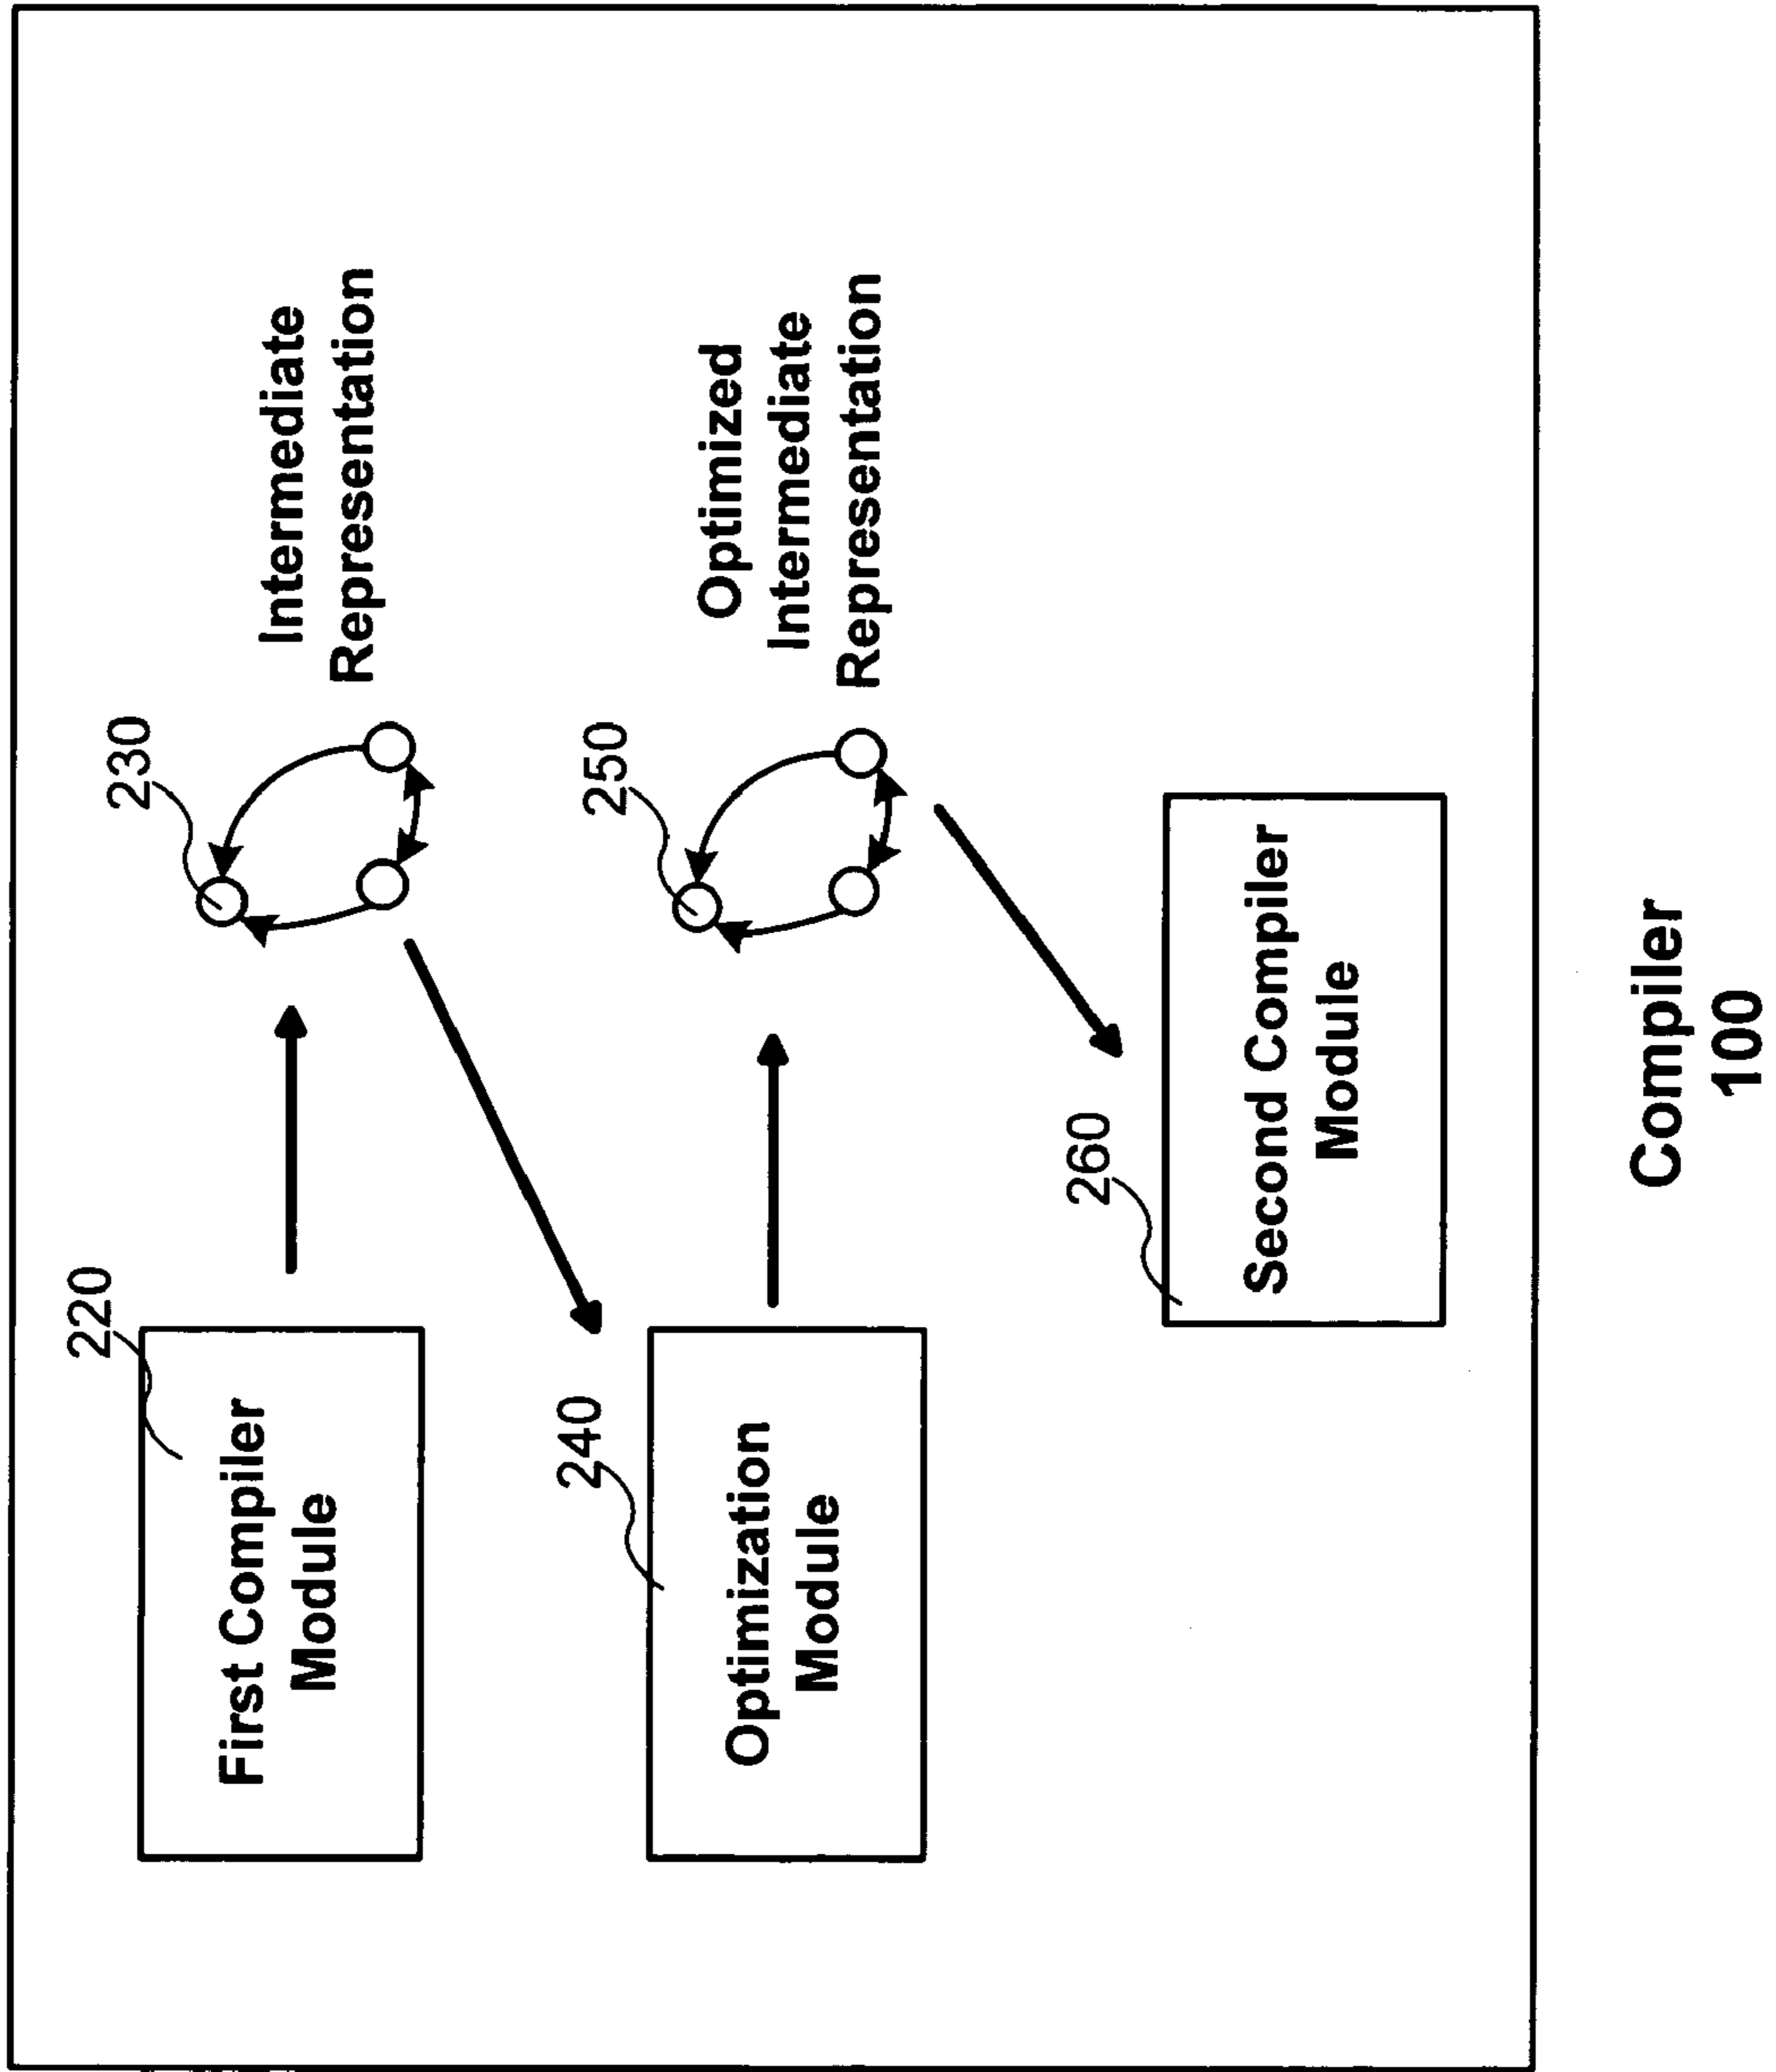 220
First Compiler
Module
230
Intermediate
Representation
240
Optimization
Module
250
Optimized
Intermediate
Representation
260
Second Compiler
Module
Compiler
100